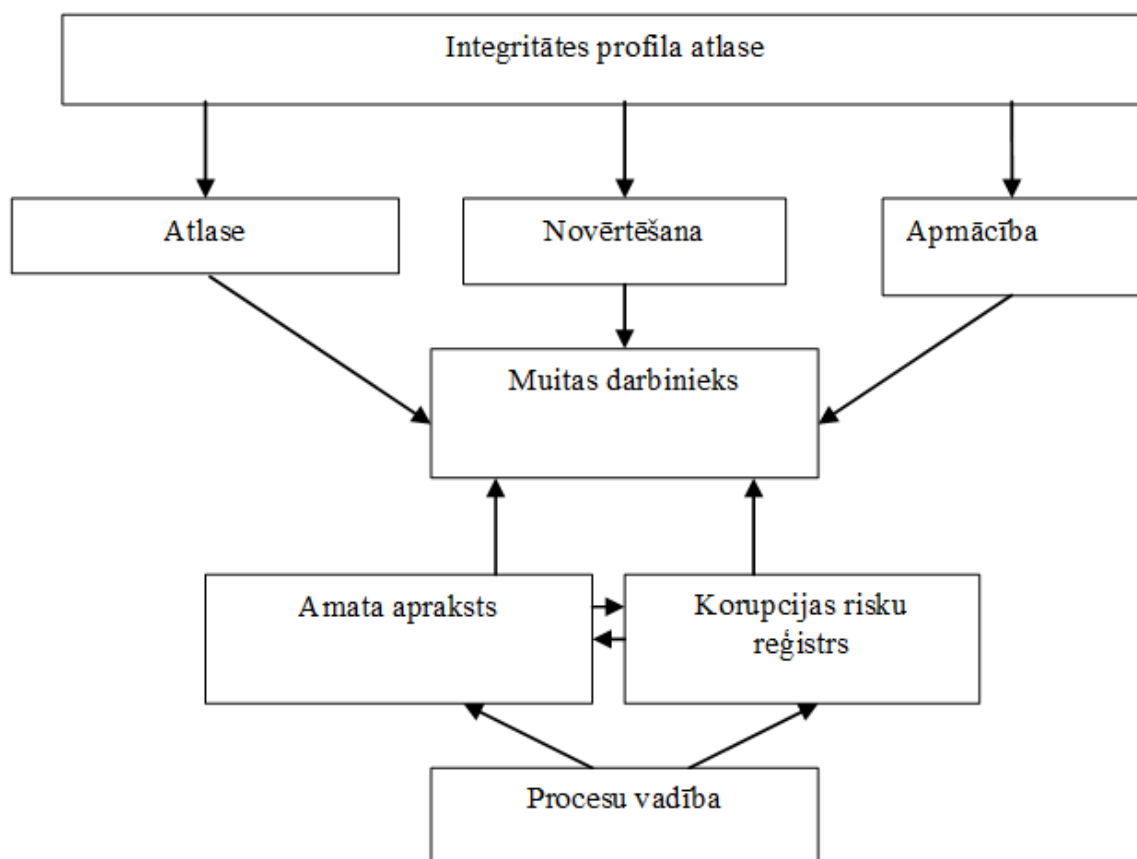 Integritātes profila atlase
Atlase
Novērtēšana
Apmācība
Muitas darbinieks
Amata apraksts
Korupcijas risku
reģistrs
Procesu vadība